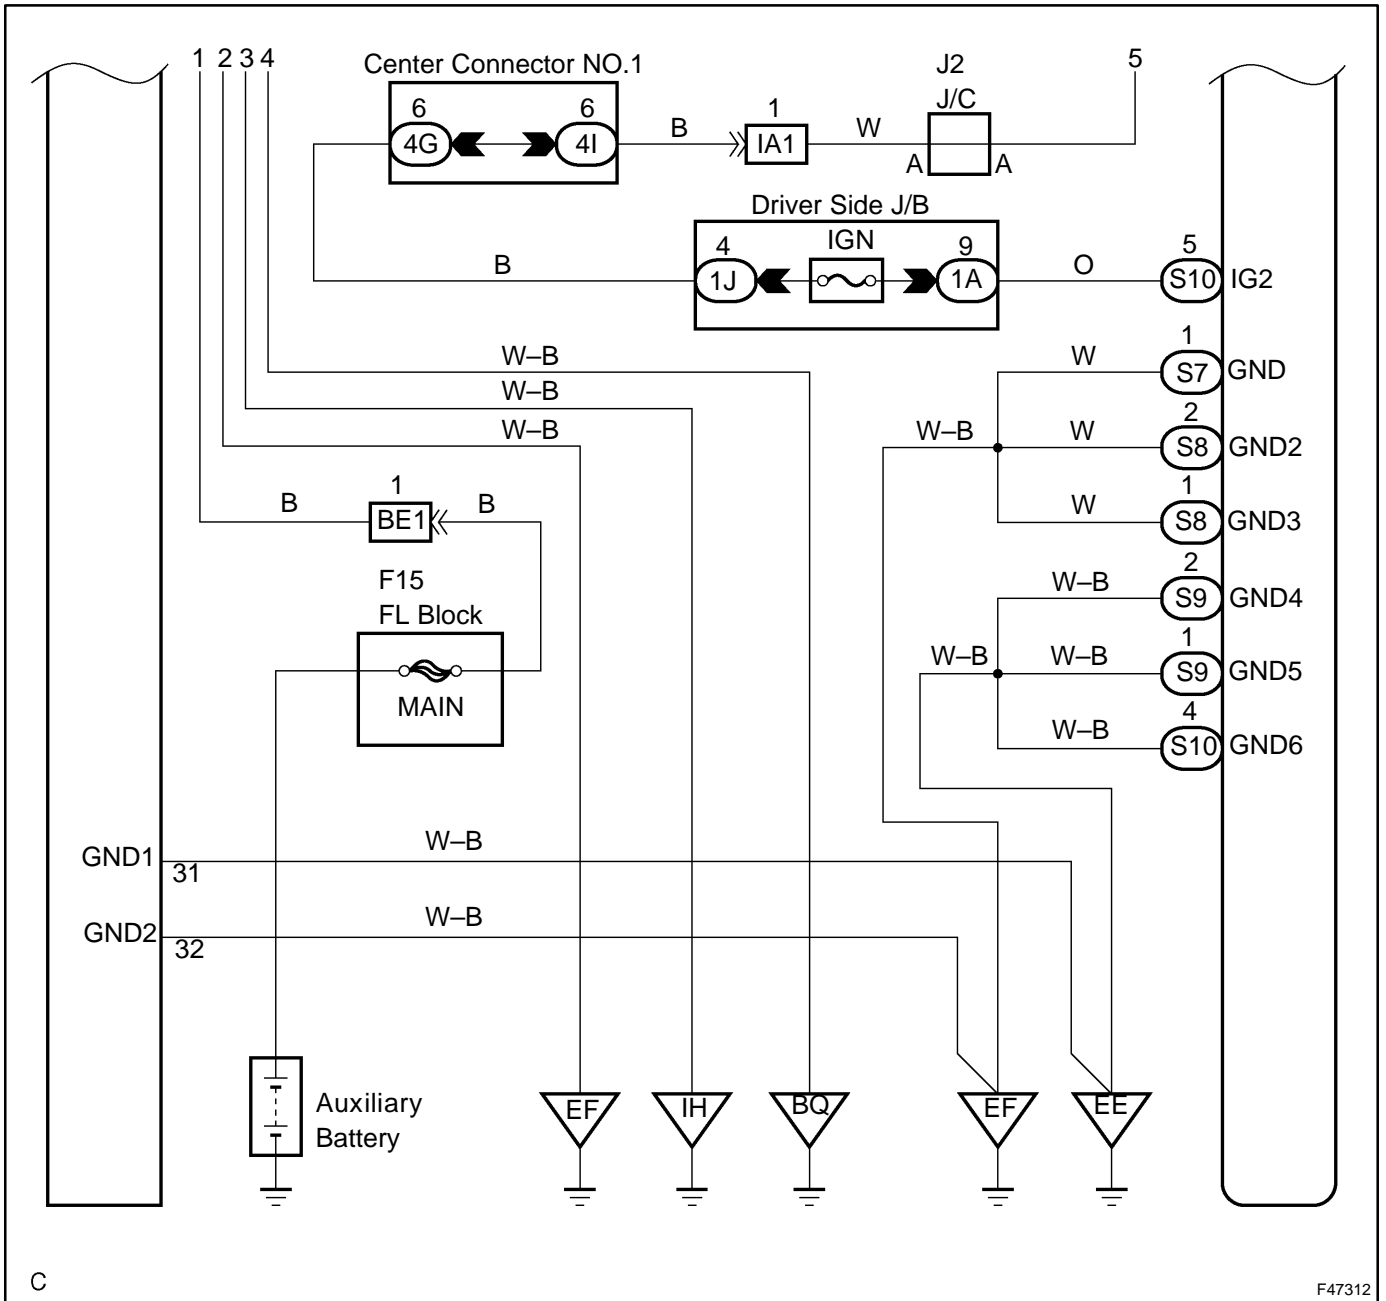 1 2 3 4
Center Connector NO.1
J2
J/C
5
6 6
4G 4I
B
1
IA1
W
A A
Driver Side J/B
IGN
4 9
1J 1A
B
O
5
S10 IG2
W–B
W–B
W–B
1
W S7 GND
2
W–B W S8 GND2
1
W S8 GND3
1
B BE1 B
F15
FL Block
MAIN
2
W–B S9 GND4
1
W–B W–B S9 GND5
4
W–B S10 GND6
GND1 31 W–B
GND2 32 W–B
Auxiliary
Battery
EF IH BQ EF EE
C
F47312